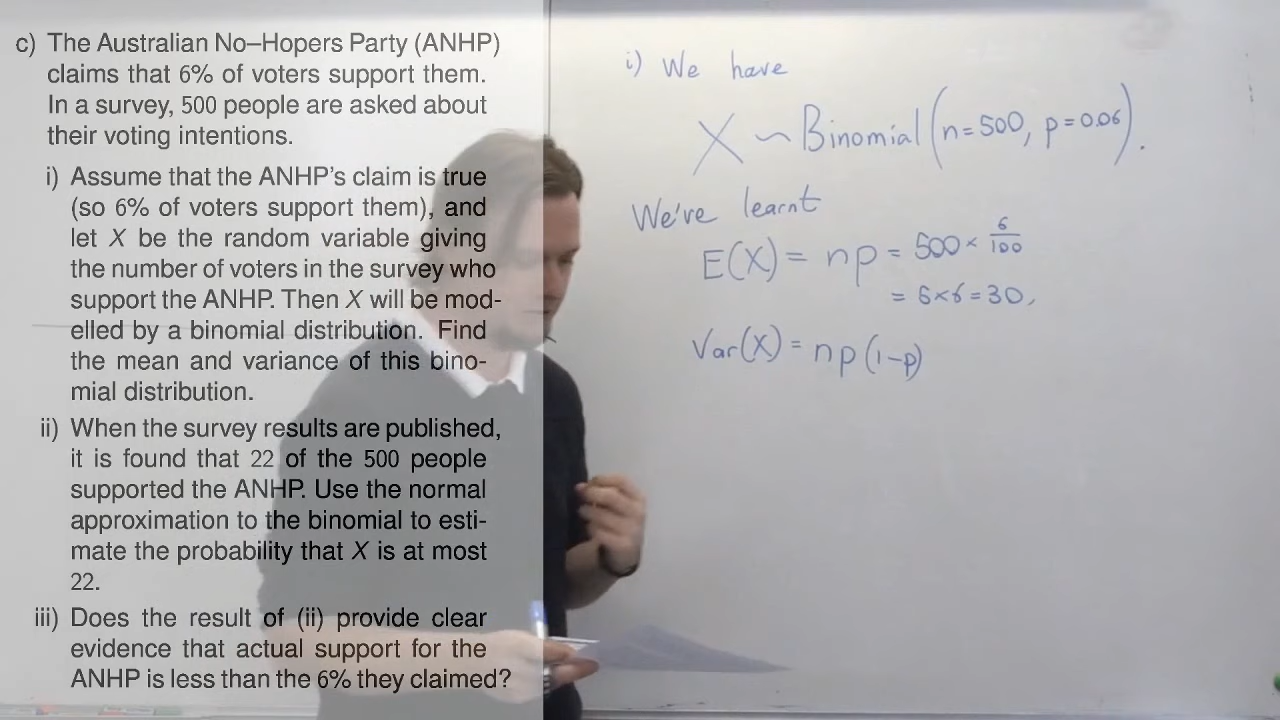 c) The Australian No–Hopers Party (ANHP)
claims that 6% of voters support them.
In a survey, 500 people are asked about
their voting intentions.
i) Assume that the ANHP's claim is true
(so 6% of voters support them), and
let X be the random variable giving
the number of voters in the survey who
support the ANHP. Then X will be mod-
elled by a binomial distribution. Find
the mean and variance of this bino-
mial distribution.
ii) When the survey results are published,
it is found that 22 of the 500 people
supported the ANHP. Use the normal
approximation to the binomial to esti-
mate the probability that X is at most
22.
iii) Does the result of (ii) provide clear
evidence that actual support for the
ANHP is less than the 6% they claimed?
i) We have
X ~ Binomial (n=500, p=0.06).
We've learnt
E(X) = np = 500 × 6/100
= 5×6 = 30,
Var(X) = np(1-p)